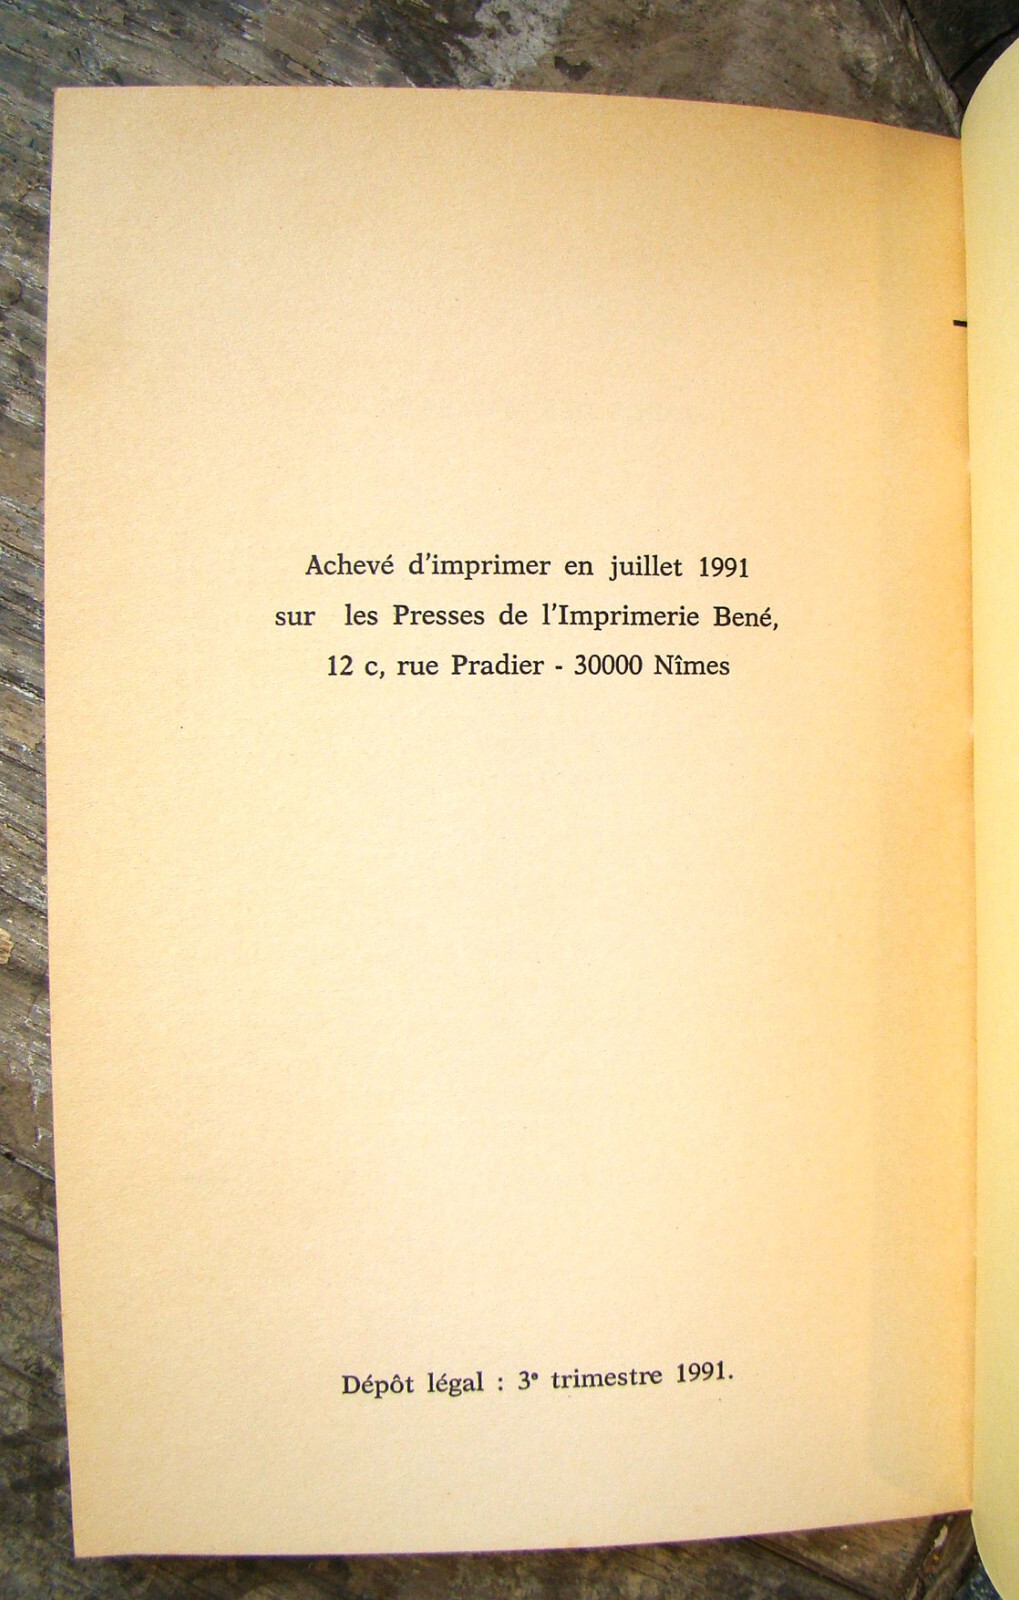 Achevé d'imprimer en juillet 1991
sur les Presses de l'Imprimerie Bené,
12 c, rue Pradier - 30000 Nîmes
Dépôt légal : 3e trimestre 1991.